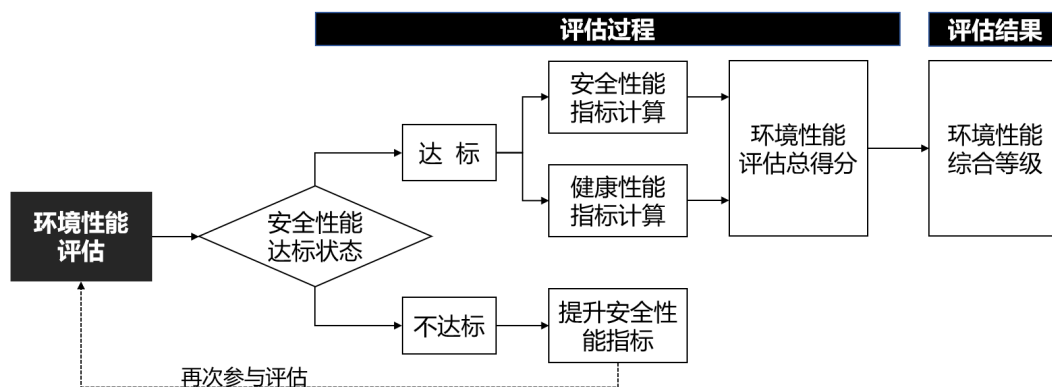 评估过程
评估结果
环境性能
评估
安全性能
达标状态
达 标
不达标
安全性能
指标计算
健康性能
指标计算
提升安全性
能指标
环境性能
评估总得分
环境性能
综合等级
再次参与评估